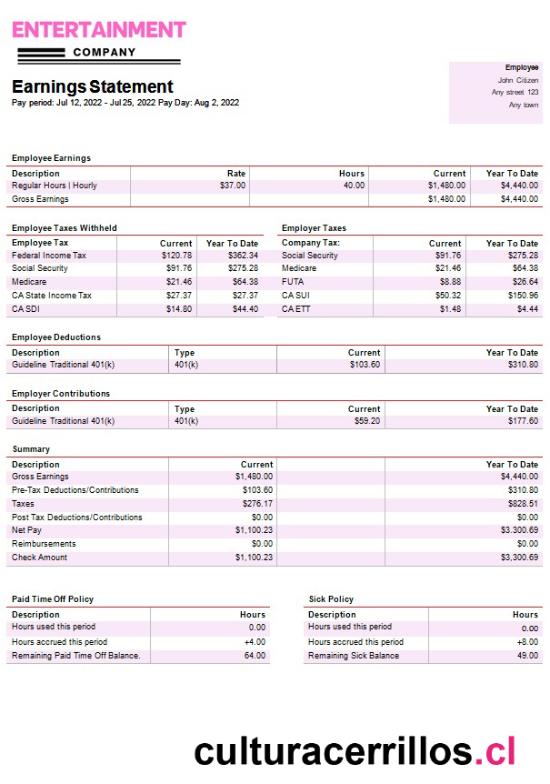 ENTERTAINMENT
COMPANY
Earnings Statement
Pay period: Jul 12, 2022 - Jul 25, 2022 Pay Day: Aug 2, 2022
Employee
John Citizen
Any street 123
Any town
Employee Earnings
Description Rate Hours Current Year To Date
Regular Hours | Hourly $37.00 40.00 $1,480.00 $4,440.00
Gross Earnings $1,480.00 $4,440.00
Employee Taxes Withheld
Employee Tax Current Year To Date
Federal Income Tax $120.78 $362.34
Social Security $91.76 $275.28
Medicare $21.46 $64.38
CA State Income Tax $27.37 $27.37
CA SDI $14.80 $44.40
Employer Taxes
Company Tax: Current Year To Date
Social Security $91.76 $275.28
Medicare $21.46 $64.38
FUTA $8.88 $26.64
CA SUI $50.32 $150.96
CA ETT $1.48 $4.44
Employee Deductions
Description Type Current Year To Date
Guideline Traditional 401(k) 401(k) $103.60 $310.80
Employer Contributions
Description Type Current Year To Date
Guideline Traditional 401(k) 401(k) $59.20 $177.60
Summary
Description Current Year To Date
Gross Earnings $1,480.00 $4,440.00
Pre-Tax Deductions/Contributions $103.60 $310.80
Taxes $276.17 $828.51
Post Tax Deductions/Contributions $0.00 $0.00
Net Pay $1,100.23 $3.300.69
Reimbursements $0.00 $0.00
Check Amount $1,100.23 $3,300.69
Paid Time Off Policy
Description Hours
Hours used this period 0.00
Hours accrued this period +4.00
Remaining Paid Time Off Balance. 64.00
Sick Policy
Description Hours
Hours used this period 0.00
Hours accrued this period +8.00
Remaining Sick Balance 49.00
culturacerrillos.cl